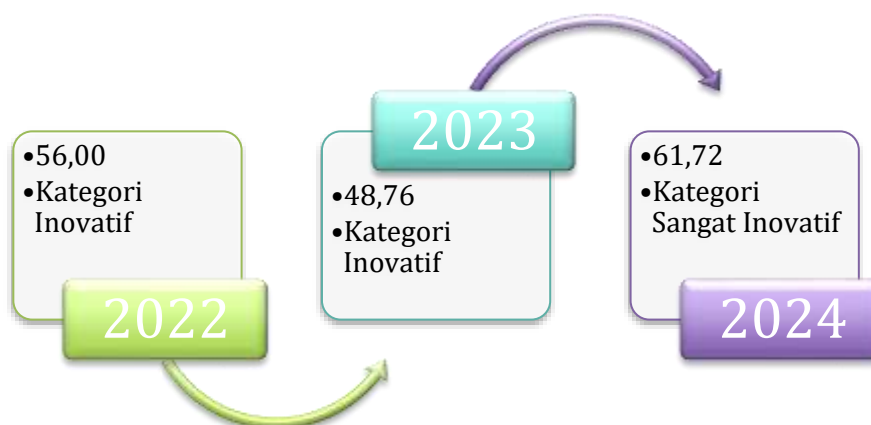 •56,00
•Kategori
Inovatif
2022
2023
•48,76
•Kategori
Inovatif
•61,72
•Kategori
Sangat Inovatif
2024